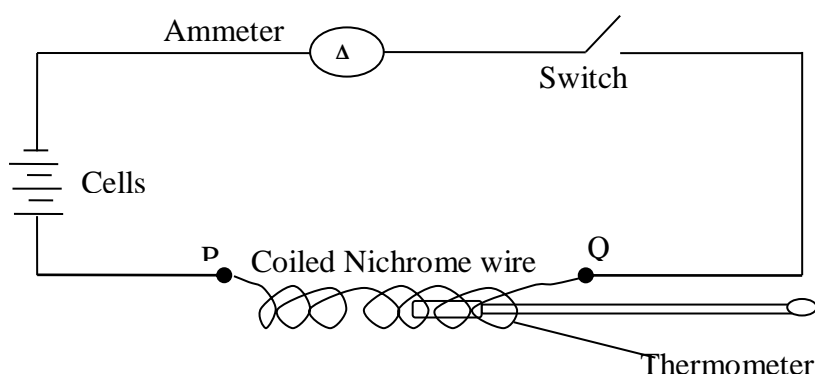 Ammeter
Δ
Switch
Cells
P
Q
Coiled Nichrome wire
Thermometer